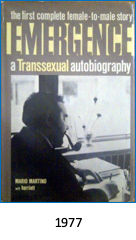 the first complete female-to-male story
EMERGENCE
a Transsexual autobiography
MARIO MARTINO
with harriett
1977